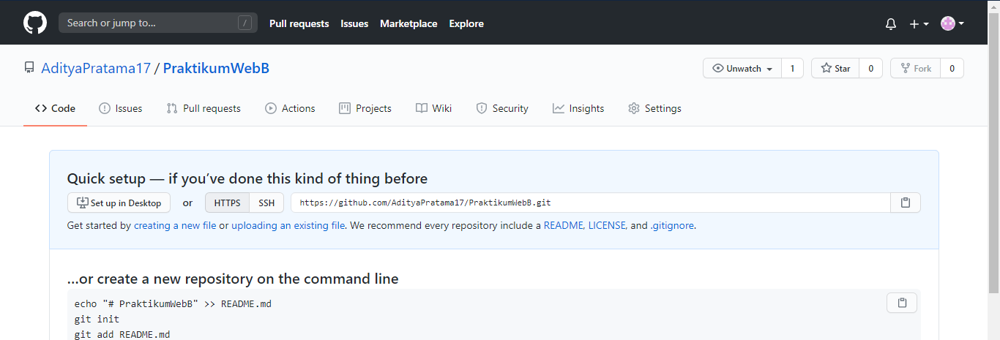 Search or jump to... / Pull requests Issues Marketplace Explore
AdityaPratama17 / PraktikumWebB Unwatch 1 Star 0 Fork 0
Code Issues Pull requests Actions Projects Wiki Security Insights Settings
Quick setup — if you’ve done this kind of thing before
Set up in Desktop or HTTPS SSH https://github.com/AdityaPratama17/PraktikumWebB.git
Get started by creating a new file or uploading an existing file. We recommend every repository include a README, LICENSE, and .gitignore.
…or create a new repository on the command line
echo "# PraktikumWebB" >> README.md
git init
git add README.md